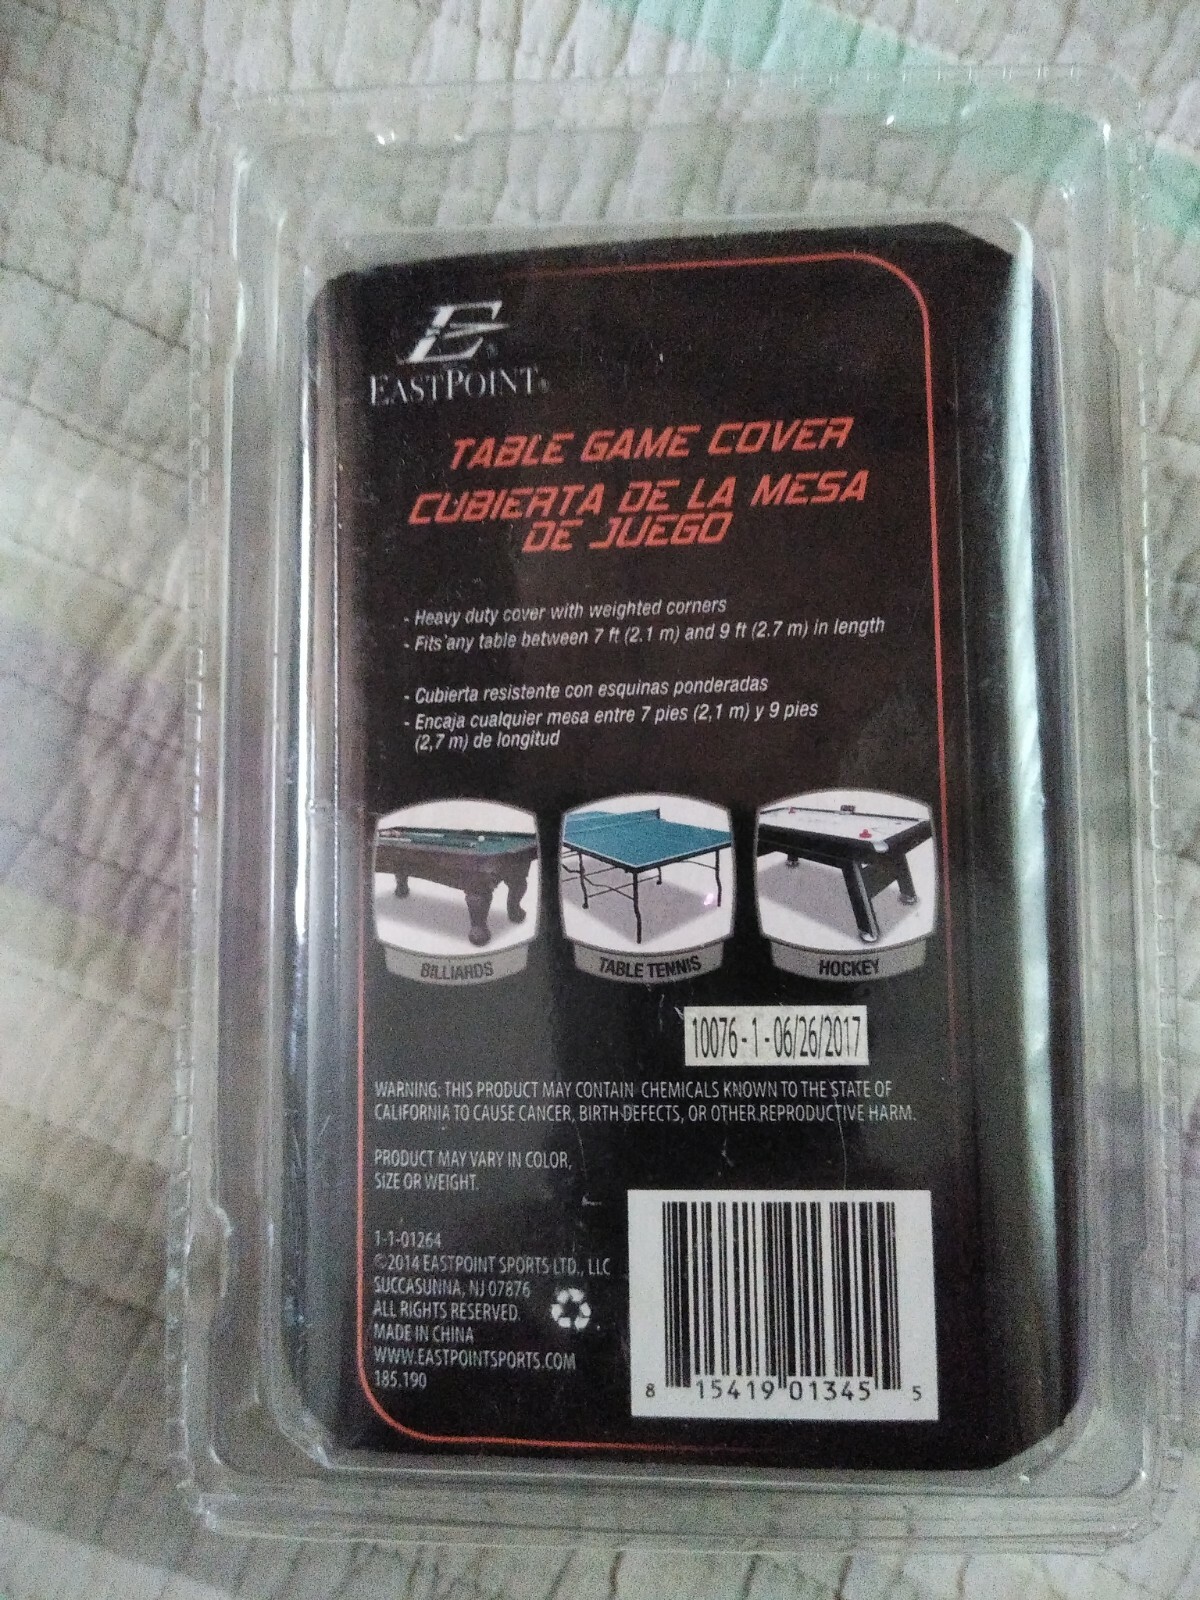 E®
EASTPOINT®
TABLE GAME COVER
CUBIERTA DE LA MESA
DE JUEGO
- Heavy duty cover with weighted corners
- Fits any table between 7 ft (2.1 m) and 9 ft (2.7 m) in length
- Cubierta resistente con esquinas ponderadas
- Encaja cualquier mesa entre 7 pies (2,1 m) y 9 pies
(2,7 m) de longitud
BILLIARDS
TABLE TENNIS
HOCKEY
10076-1-06/26/2017
WARNING: THIS PRODUCT MAY CONTAIN CHEMICALS KNOWN TO THE STATE OF
CALIFORNIA TO CAUSE CANCER, BIRTH DEFECTS, OR OTHER REPRODUCTIVE HARM.
PRODUCT MAY VARY IN COLOR,
SIZE OR WEIGHT.
1-1-01264
©2014 EASTPOINT SPORTS LTD., LLC
SUCCASUNNA, NJ 07876
ALL RIGHTS RESERVED.
MADE IN CHINA
WWW.EASTPOINTSPORTS.COM
185.190
8 15419 01345 5